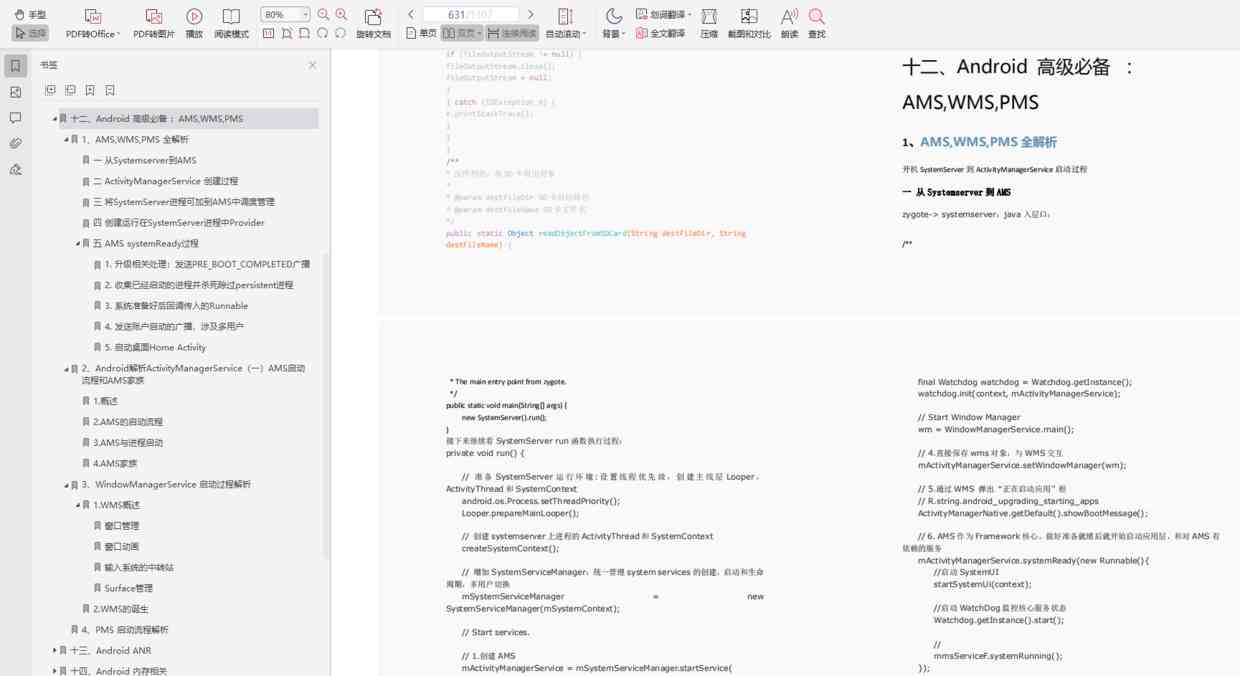 手型
选择
PDF转Office
PDF转图片
播放
阅读模式
80%
旋转文档
631/1107
单页
双页
连续阅读
自动滚动
背景
划词翻译
全文翻译
压缩
截图和对比
朗读
查找
书签
十二、Android 高级必备 ：AMS,WMS,PMS
1、AMS,WMS,PMS 全解析
一 从Systemserver到AMS
二 ActivityManagerService 创建过程
三 将SystemServer进程可加到AMS中调度管理
四 创建运行在SystemServer进程中Provider
五 AMS systemReady过程
1. 升级相关处理：发送PRE_BOOT_COMPLETED广播
2. 收集已经启动的进程并杀死除过persistent进程
3. 系统准备好后回调传入的Runnable
4. 发送账户启动的广播，涉及多用户
5. 启动桌面Home Activity
2、Android解析ActivityManagerService（一）AMS启动
流程和AMS家族
1.概述
2.AMS的启动流程
3.AMS与进程启动
4.AMS家族
3、WindowManagerService 启动过程解析
1.WMS概述
窗口管理
窗口动画
输入系统的中转站
Surface管理
2.WMS的诞生
4、PMS 启动流程解析
十三、Android ANR
十四、Android 内存相关
if (fileOutputStream != null) {
fileOutputStream.close();
fileOutputStream = null;
}
} catch (IOException e) {
e.printStackTrace();
}
}
}
/**
* 反序列化，从 SD 卡读出对象
*
* @param destFileDir SD卡目标路径
* @param destFileName SD卡文件名
*/
public static Object readObjectFromSDCard(String destFileDir, String
destFileName) {
十二、Android 高级必备 ：
AMS,WMS,PMS
1、AMS,WMS,PMS 全解析
开机 SystemServer 到 ActivityManagerService 启动过程
一 从 Systemserver 到 AMS
zygote-> systemserver：java 入层口：
/**
* The main entry point from zygote.
*/
public static void main(String[] args) {
new SystemServer().run();
}
接下来继续看 SystemServer run 函数执行过程：
private void run() {
// 准备 SystemServer 运行环境:设置线程优先级，创建主线层 Looper，
ActivityThread 和 SystemContext
android.os.Process.setThreadPriority();
Looper.prepareMainLooper();
// 创建 systemserver 上进程的 ActivityThread 和 SystemContext
createSystemContext();
// 增加 SystemServiceManager：统一管理 system services 的创建，启动和生命
周期，多用户切换
mSystemServiceManager = new
SystemServiceManager(mSystemContext);
// Start services.
// 1.创建 AMS
mActivityManagerService = mSystemServiceManager.startService(
final Watchdog watchdog = Watchdog.getInstance();
watchdog.init(context, mActivityManagerService);
// Start Window Manager
wm = WindowManagerService.main();
// 4.直接保存 wms 对象，与 WMS 交互
mActivityManagerService.setWindowManager(wm);
// 5.通过 WMS 弹出“正在启动应用”框
// R.string.android_upgrading_starting_apps
ActivityManagerNative.getDefault().showBootMessage();
// 6. AMS 作为 Framework 核心，做好准备就绪后就开始启动应用层，和对 AMS 有
依赖的服务
mActivityManagerService.systemReady(new Runnable(){
//启动 SystemUI
startSystemUi(context);
//启动 WatchDog 监控核心服务状态
Watchdog.getInstance().start();
//
mmsServiceF.systemRunning();
});